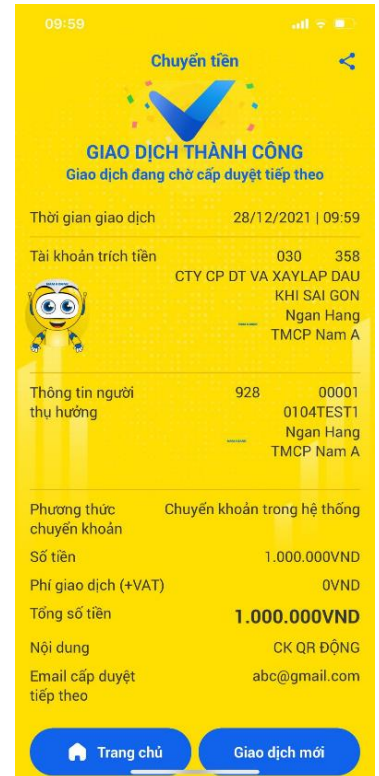 09:59
Chuyển tiền
GIAO DỊCH THÀNH CÔNG
Giao dịch đang chờ cấp duyệt tiếp theo
Thời gian giao dịch 28/12/2021 | 09:59
Tài khoản trích tiền 030 358
CTY CP DT VA XAYLAP DAU
KHI SAI GON
Ngan Hang
TMCP Nam A
Thông tin người 928 00001
thụ hưởng 0104TEST1
Ngan Hang
TMCP Nam A
Phương thức Chuyển khoản trong hệ thống
chuyển khoản
Số tiền 1.000.000VND
Phí giao dịch (+VAT) 0VND
Tổng số tiền 1.000.000VND
Nội dung CK QR ĐỘNG
Email cấp duyệt abc@gmail.com
tiếp theo
Trang chủ Giao dịch mới